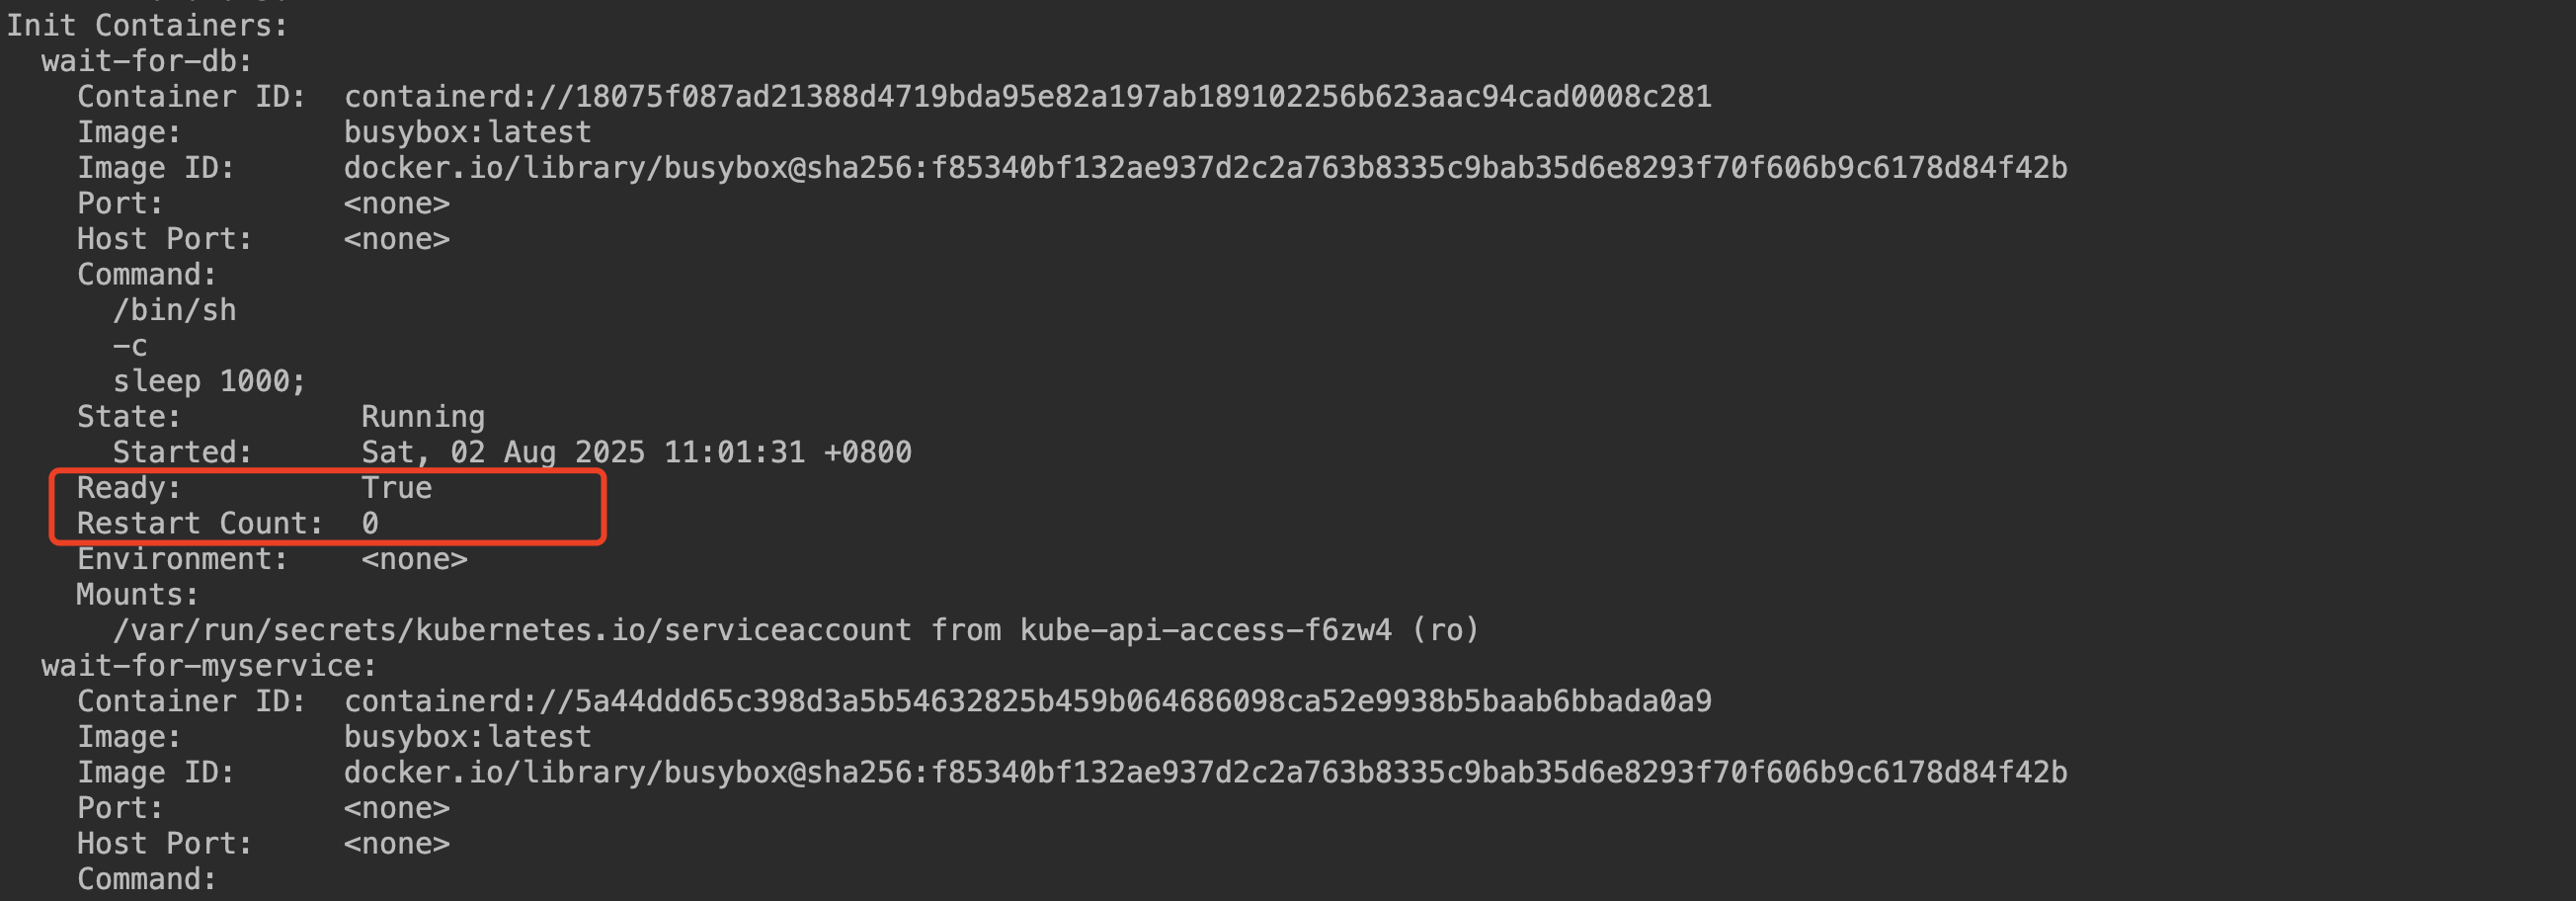 Init Containers:
  wait-for-db:
    Container ID:  containerd://18075f087ad21388d4719bda95e82a197ab189102256b623aac94cad0008c281
    Image:         busybox:latest
    Image ID:      docker.io/library/busybox@sha256:f85340bf132ae937d2c2a763b8335c9bab35d6e8293f70f606b9c6178d84f42b
    Port:          <none>
    Host Port:     <none>
    Command:
      /bin/sh
      -c
      sleep 1000;
    State:          Running
      Started:      Sat, 02 Aug 2025 11:01:31 +0800
    Ready:          True
    Restart Count:  0
    Environment:    <none>
    Mounts:
      /var/run/secrets/kubernetes.io/serviceaccount from kube-api-access-f6zw4 (ro)
  wait-for-myservice:
    Container ID:  containerd://5a44ddd65c398d3a5b54632825b459b064686098ca52e9938b5baab6bbada0a9
    Image:         busybox:latest
    Image ID:      docker.io/library/busybox@sha256:f85340bf132ae937d2c2a763b8335c9bab35d6e8293f70f606b9c6178d84f42b
    Port:          <none>
    Host Port:     <none>
    Command: